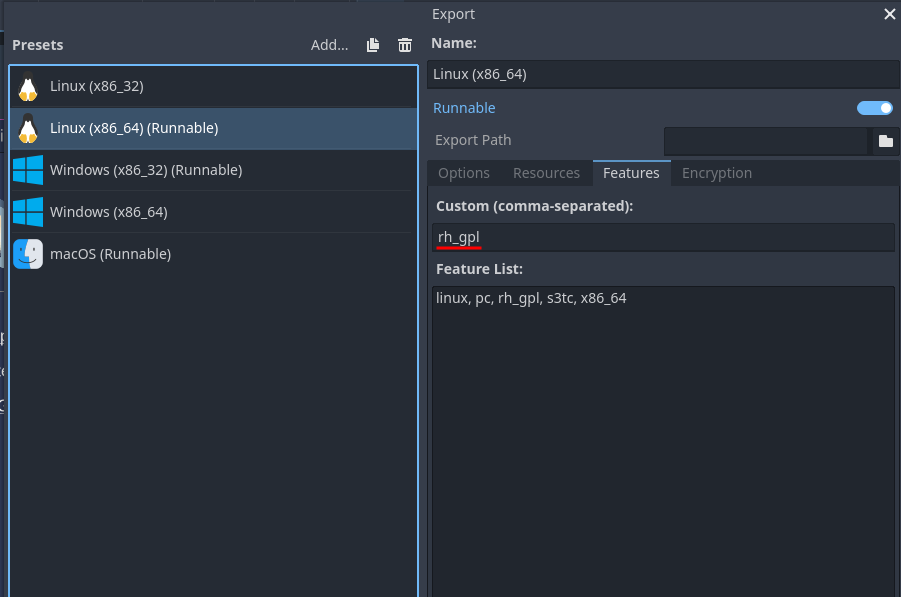 Export
Presets
Add...
Name:
Linux (x86_64)
Linux (x86_32)
Linux (x86_64) (Runnable)
Windows (x86_32) (Runnable)
Windows (x86_64)
macOS (Runnable)
Runnable
Export Path
Options Resources Features Encryption
Custom (comma-separated):
rh_gpl
Feature List:
linux, pc, rh_gpl, s3tc, x86_64